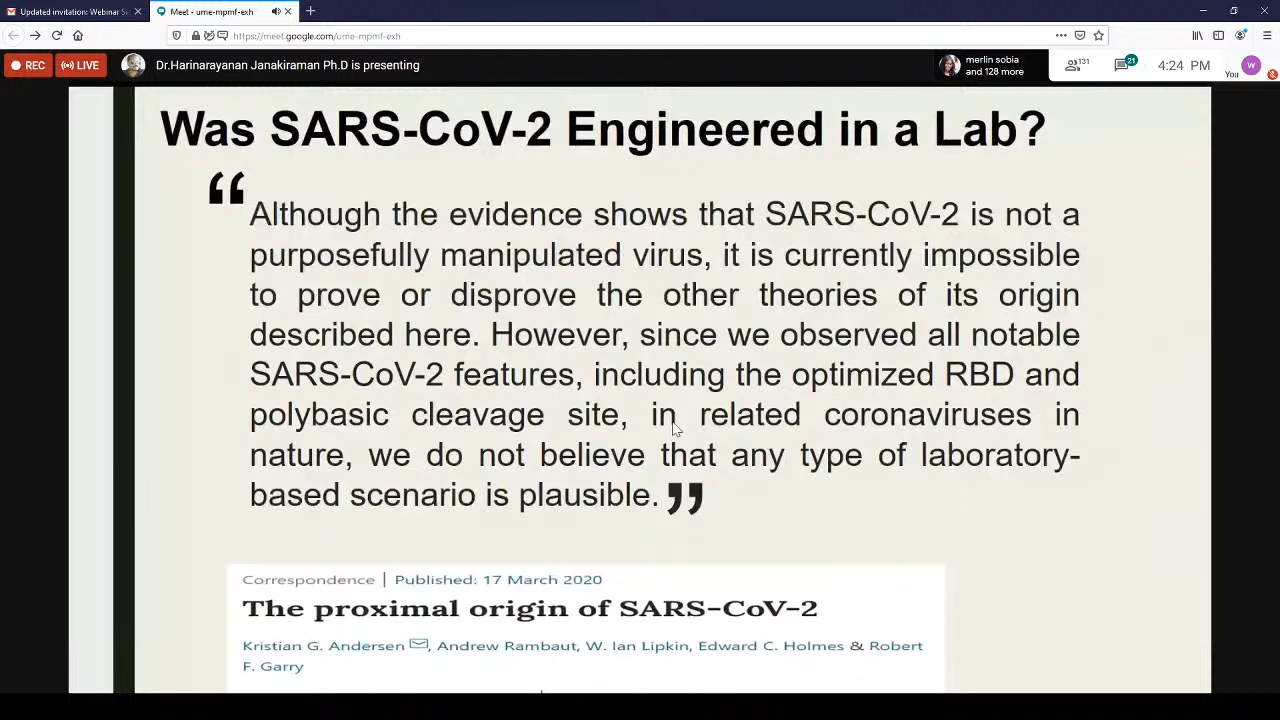 Updated invitation: Webinar Se
Meet - ume-mpmf-exh
https://meet.google.com/ume-mpmf-exh
REC
LIVE
Dr.Harinarayanan Janakiraman Ph.D is presenting
merlin sobia
and 128 more
131
21
4:24 PM
You
W
Was SARS-CoV-2 Engineered in a Lab?
“
Although the evidence shows that SARS-CoV-2 is not a
purposefully manipulated virus, it is currently impossible
to prove or disprove the other theories of its origin
described here. However, since we observed all notable
SARS-CoV-2 features, including the optimized RBD and
polybasic cleavage site, in related coronaviruses in
nature, we do not believe that any type of laboratory-
based scenario is plausible. ”
Correspondence | Published: 17 March 2020
The proximal origin of SARS-CoV-2
Kristian G. Andersen, Andrew Rambaut, W. Ian Lipkin, Edward C. Holmes & Robert
F. Garry